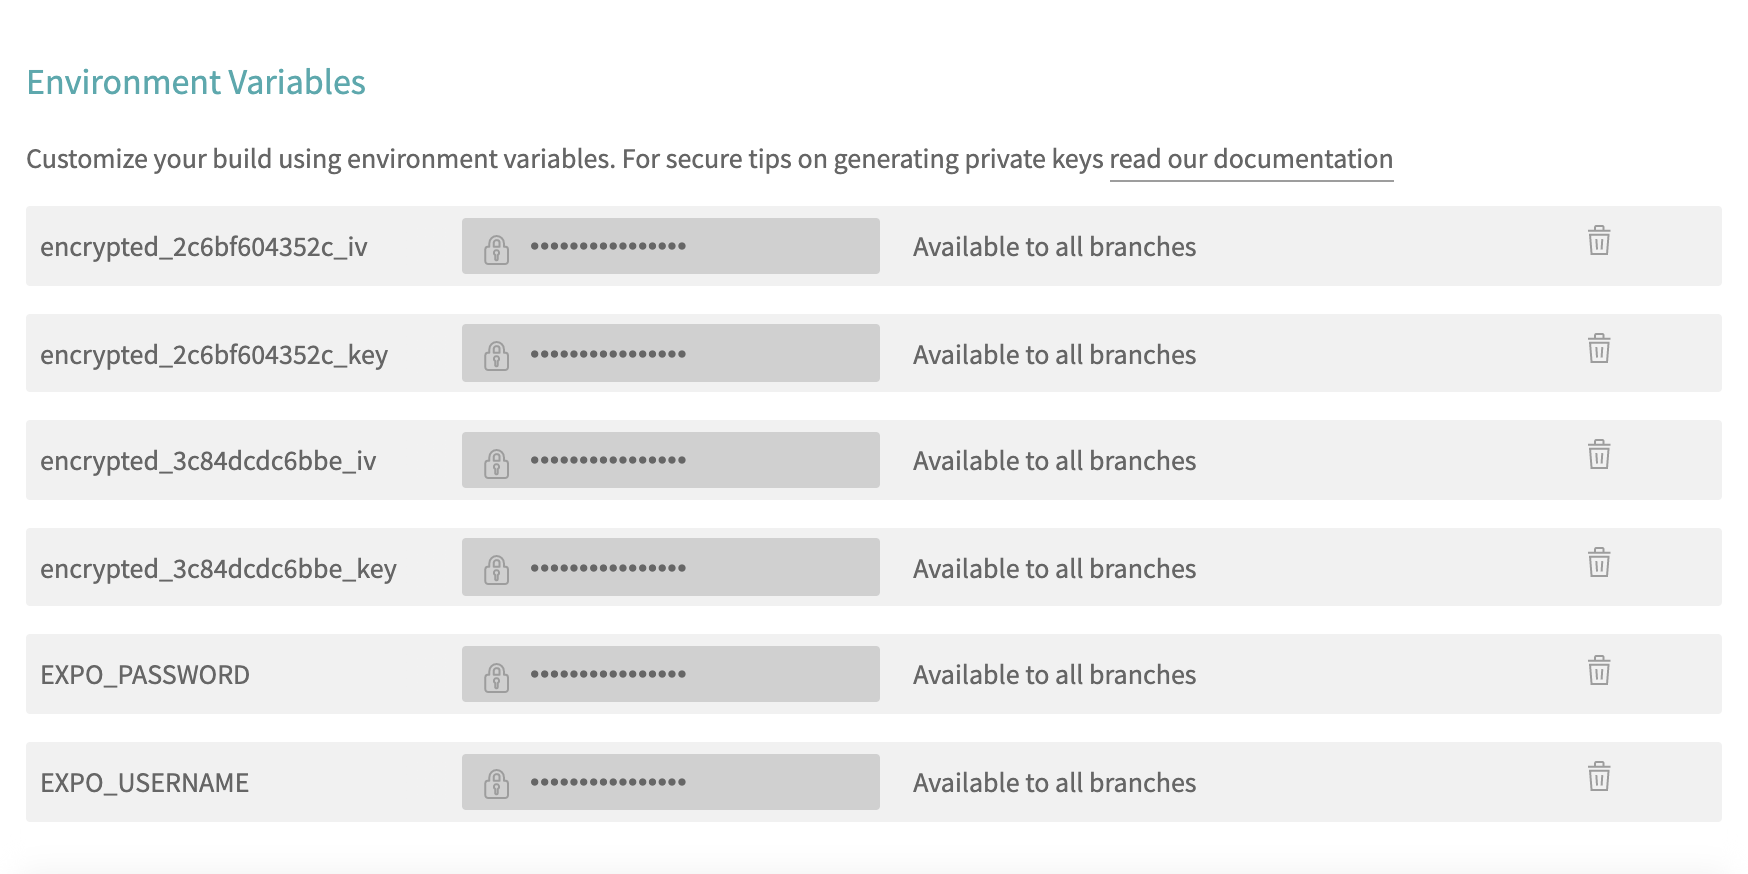 Environment Variables
Customize your build using environment variables. For secure tips on generating private keys read our documentation
encrypted_2c6bf604352c_iv •••••••••••••••• Available to all branches
encrypted_2c6bf604352c_key •••••••••••••••• Available to all branches
encrypted_3c84dcdc6bbe_iv •••••••••••••••• Available to all branches
encrypted_3c84dcdc6bbe_key •••••••••••••••• Available to all branches
EXPO_PASSWORD •••••••••••••••• Available to all branches
EXPO_USERNAME •••••••••••••••• Available to all branches